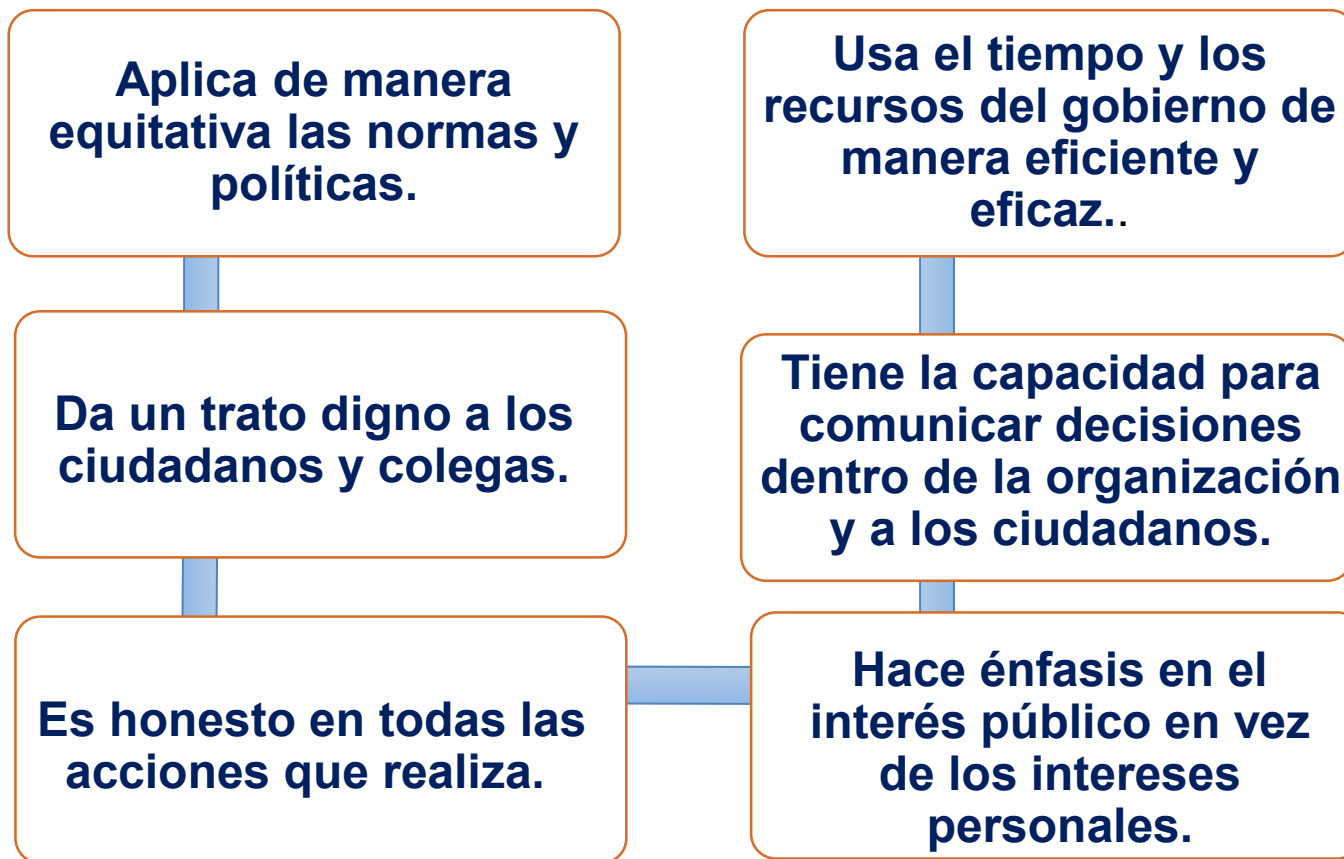 Aplica de manera
equitativa las normas y
políticas.
Da un trato digno a los
ciudadanos y colegas.
Es honesto en todas las
acciones que realiza.
Hace énfasis en el
interés público en vez
de los intereses
personales.
Tiene la capacidad para
comunicar decisiones
dentro de la organización
y a los ciudadanos.
Usa el tiempo y los
recursos del gobierno de
manera eficiente y
eficaz..